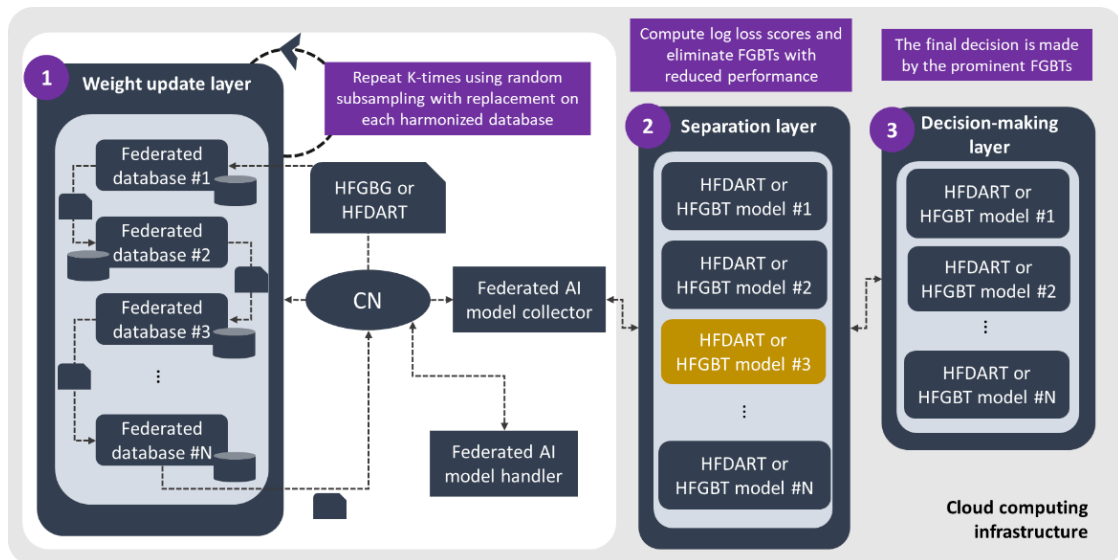 1
Weight update layer
Federated
database #1
Federated
database #2
Federated
database #3
⋮
Federated
database #N
Repeat K-times using random
subsampling with replacement on
each harmonized database
HFGBG or
HFDART
CN
Federated AI
model collector
Federated AI
model handler
Compute log loss scores and
eliminate FGBTs with
reduced performance
2
Separation layer
HFDART or
HFGBT model #1
HFDART or
HFGBT model #2
HFDART or
HFGBT model #3
⋮
HFDART or
HFGBT model #N
The final decision is made
by the prominent FGBTs
3
Decision-making
layer
HFDART or
HFGBT model #1
HFDART or
HFGBT model #2
⋮
HFDART or
HFGBT model #N
Cloud computing
infrastructure